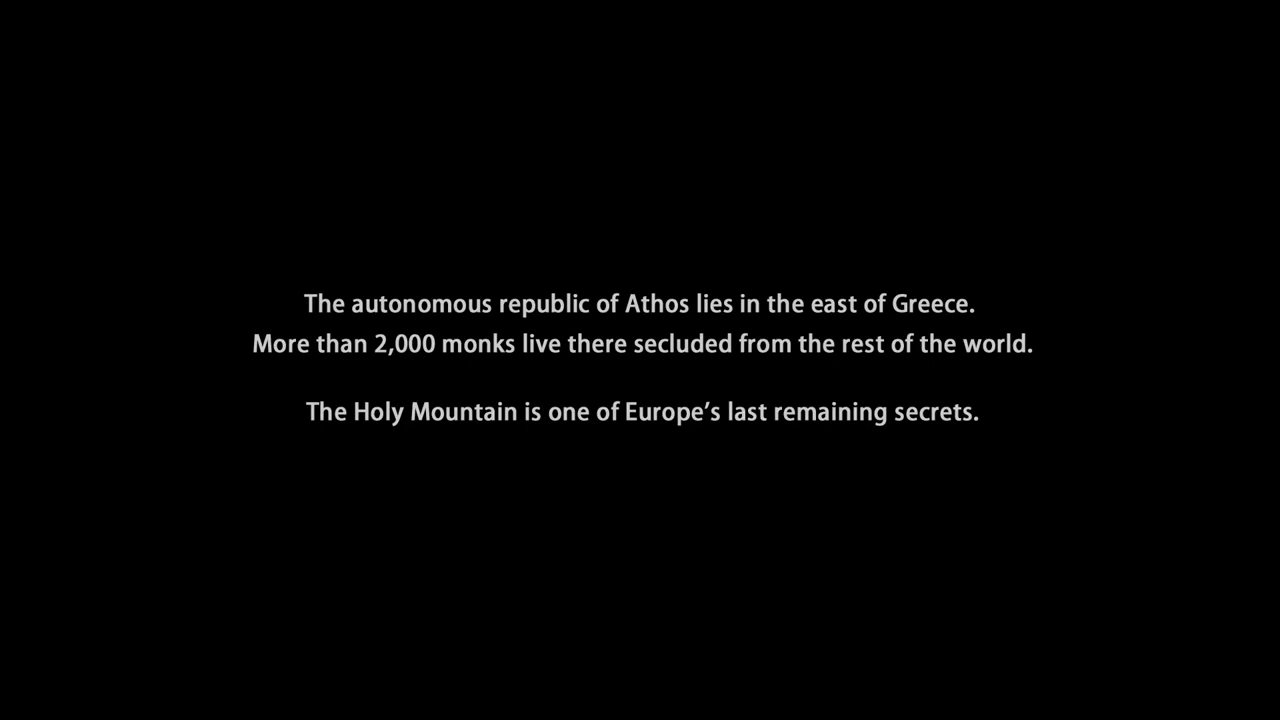 The autonomous republic of Athos lies in the east of Greece.
More than 2,000 monks live there secluded from the rest of the world.
The Holy Mountain is one of Europe’s last remaining secrets.